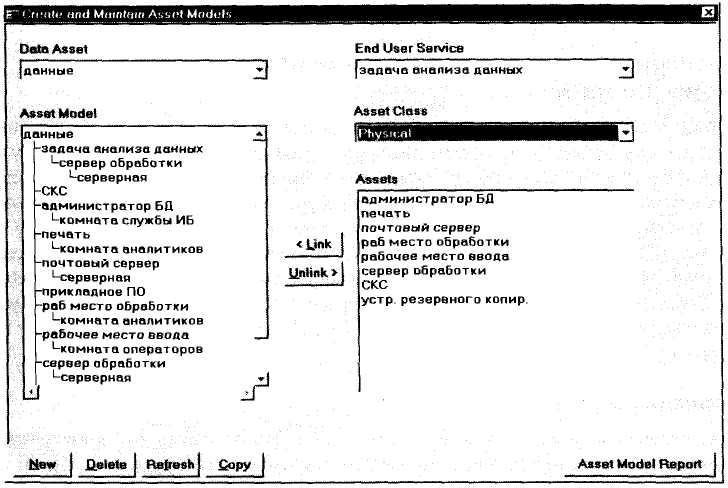 Create and Maintain Asset Models
Data Asset
данные
End User Service
задача анализа данных
Asset Model
данные
задача анализа данных
сервер обработки
серверная
СКС
администратор БД
комната службы ИБ
печать
комната аналитиков
почтовый сервер
серверная
прикладное ПО
раб место обработки
комната аналитиков
рабочее место ввода
комната операторов
сервер обработки
серверная
< Link
Unlink >
Asset Class
Physical
Assets
администратор БД
печать
почтовый сервер
раб место обработки
рабочее место ввода
сервер обработки
СКС
устр. резервного копир.
New
Delete
Refresh
Copy
Asset Model Report